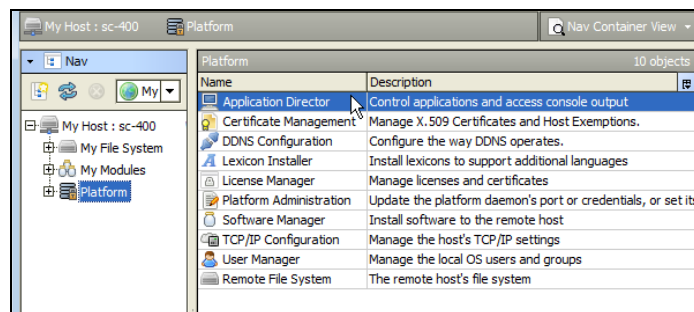 My Host : sc-400 Platform Nav Container View
Nav
My
My Host : sc-400
My File System
My Modules
Platform
Platform 10 objects
Name Description
Application Director Control applications and access console output
Certificate Management Manage X.509 Certificates and Host Exemptions.
DDNS Configuration Configure the way DDNS operates.
Lexicon Installer Install lexicons to support additional languages
License Manager Manage licenses and certificates
Platform Administration Update the platform daemon's port or credentials, or set its
Software Manager Install software to the remote host
TCP/IP Configuration Manage the host's TCP/IP settings
User Manager Manage the local OS users and groups
Remote File System The remote host's file system